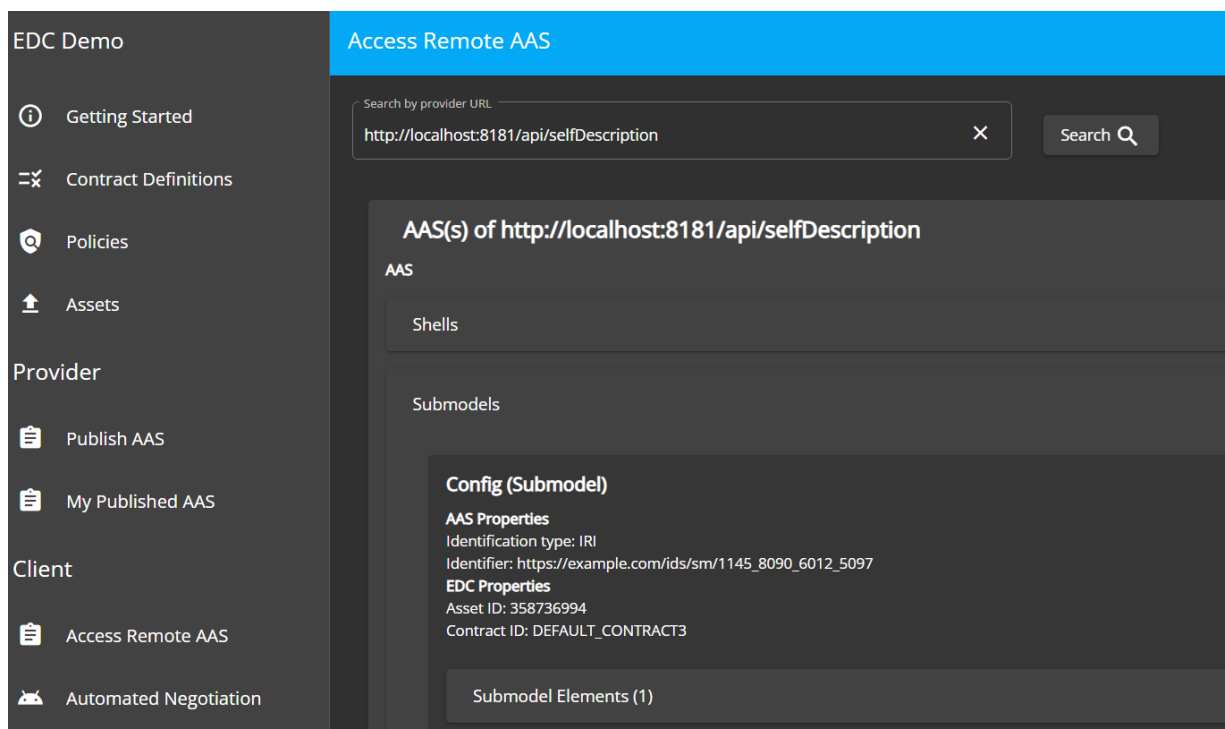 EDC Demo
Getting Started
Contract Definitions
Policies
Assets
Provider
Publish AAS
My Published AAS
Client
Access Remote AAS
Automated Negotiation
Access Remote AAS
Search by provider URL
http://localhost:8181/api/selfDescription
Search
AAS(s) of http://localhost:8181/api/selfDescription
AAS
Shells
Submodels
Config (Submodel)
AAS Properties
Identification type: IRI
Identifier: https://example.com/ids/sm/1145_8090_6012_5097
EDC Properties
Asset ID: 358736994
Contract ID: DEFAULT_CONTRACT3
Submodel Elements (1)